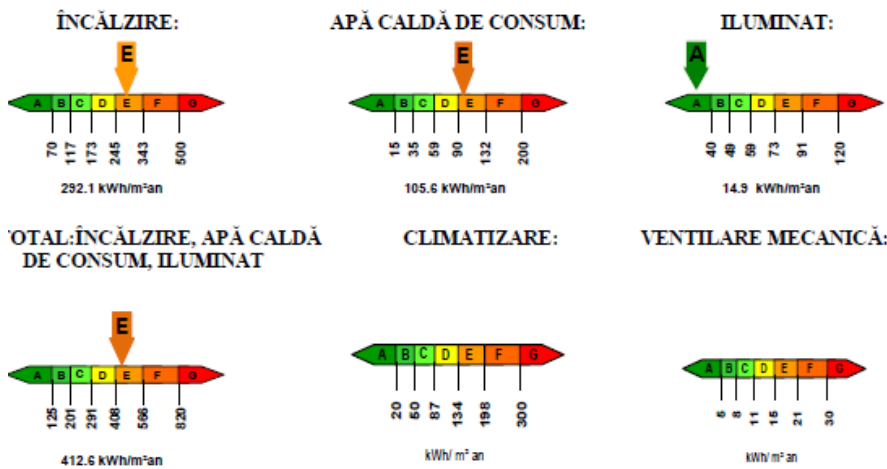 ÎNCĂLZIRE:
E
A B C D E F G
70 117 173 245 343 500
292.1 kWh/m²an
APĂ CALDĂ DE CONSUM:
E
A B C D E F G
15 35 59 90 132 200
105.6 kWh/m²an
ILUMINAT:
A
A B C D E F G
40 49 59 73 91 120
14.9 kWh/m²an
OTAL:ÎNCĂLZIRE, APĂ CALDĂ
DE CONSUM, ILUMINAT
E
A B C D E F G
125 201 291 408 566 820
412.6 kWh/m²an
CLIMATIZARE:
A B C D E F G
20 50 87 134 198 300
kWh/ m² an
VENTILARE MECANICĂ:
A B C D E F G
5 8 11 15 21 30
kWh/ m² an